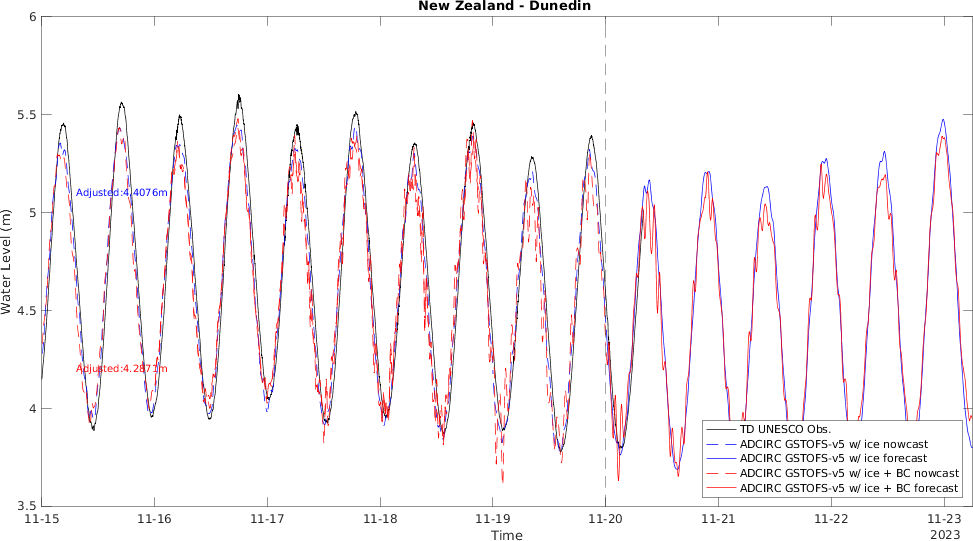 New Zealand - Dunedin
6
5.5
5
4.5
4
3.5
Water Level (m)
Adjusted:4.4076m
Adjusted:4.2871m
TD UNESCO Obs.
ADCIRC GSTOFS-v5 w/ ice nowcast
ADCIRC GSTOFS-v5 w/ ice forecast
ADCIRC GSTOFS-v5 w/ ice + BC nowcast
ADCIRC GSTOFS-v5 w/ ice + BC forecast
11-15 11-16 11-17 11-18 11-19 11-20 11-21 11-22 11-23
Time
2023